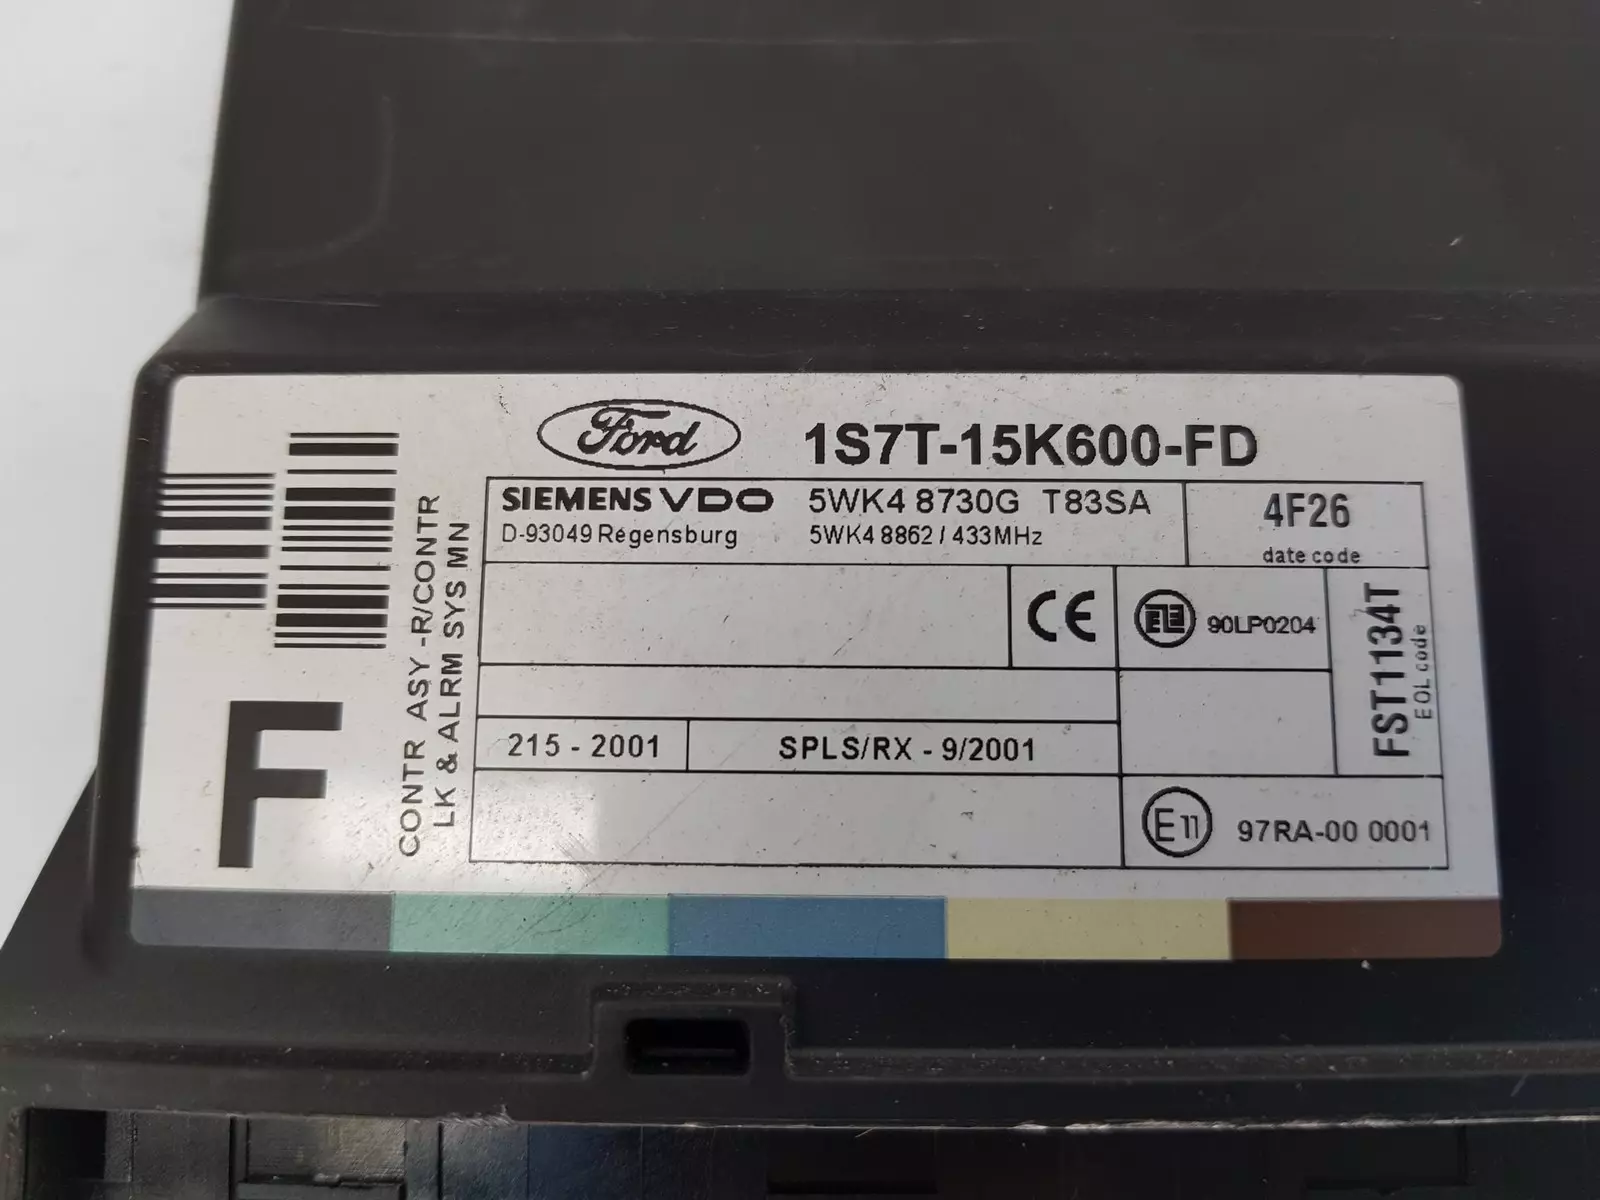 Ford 1S7T-15K600-FD
SIEMENS VDO 5WK4 8730G T83SA
D-93049 Regensburg 5WK4 8862 / 433MHz
4F26
date code
CE
90LP0204
FST1134T
EOL code
215 - 2001
SPLS/RX - 9/2001
E11 97RA-00 0001
CONTR ASY -R/CONTR
LK & ALRM SYS MN
F